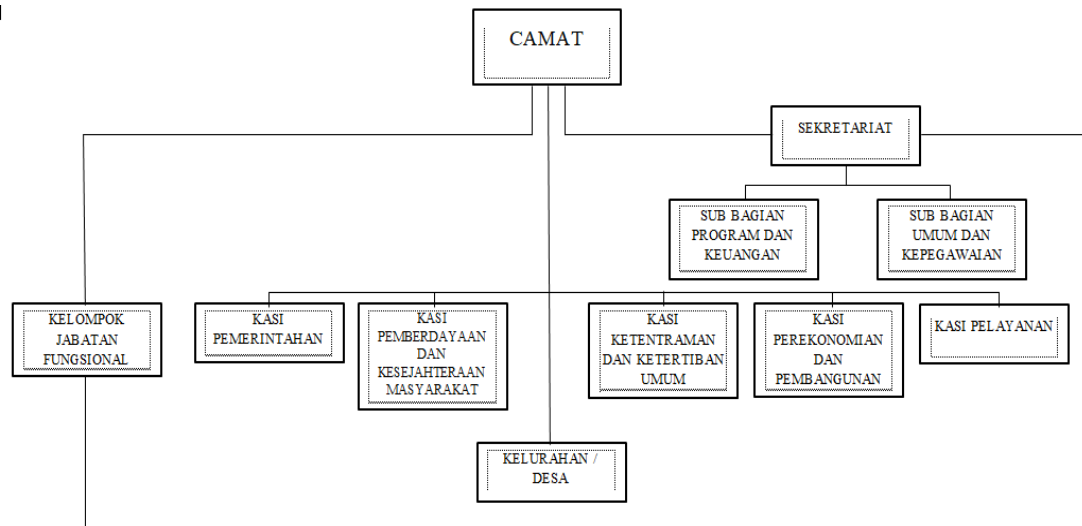 CAMAT
SEKRETARIAT
SUB BAGIAN
PROGRAM DAN
KEUANGAN
SUB BAGIAN
UMUM DAN
KEPEGAWAIAN
KELOMPOK
JABATAN
FUNGSIONAL
KASI
PEMERINTAHAN
KASI
PEMBERDAYAAN
DAN
KESEJAHTERAAN
MASYARAKAT
KASI
KETENTRAMAN
DAN KETERTIBAN
UMUM
KASI
PEREKONOMIAN
DAN
PEMBANGUNAN
KASI PELAYANAN
KELURAHAN /
DESA